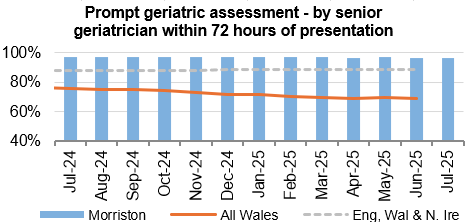 Prompt geriatric assessment - by senior
geriatrician within 72 hours of presentation
100%
80%
60%
40%
Jul-24
Aug-24
Sep-24
Oct-24
Nov-24
Dec-24
Jan-25
Feb-25
Mar-25
Apr-25
May-25
Jun-25
Jul-25
Morriston All Wales Eng, Wal & N. Ire